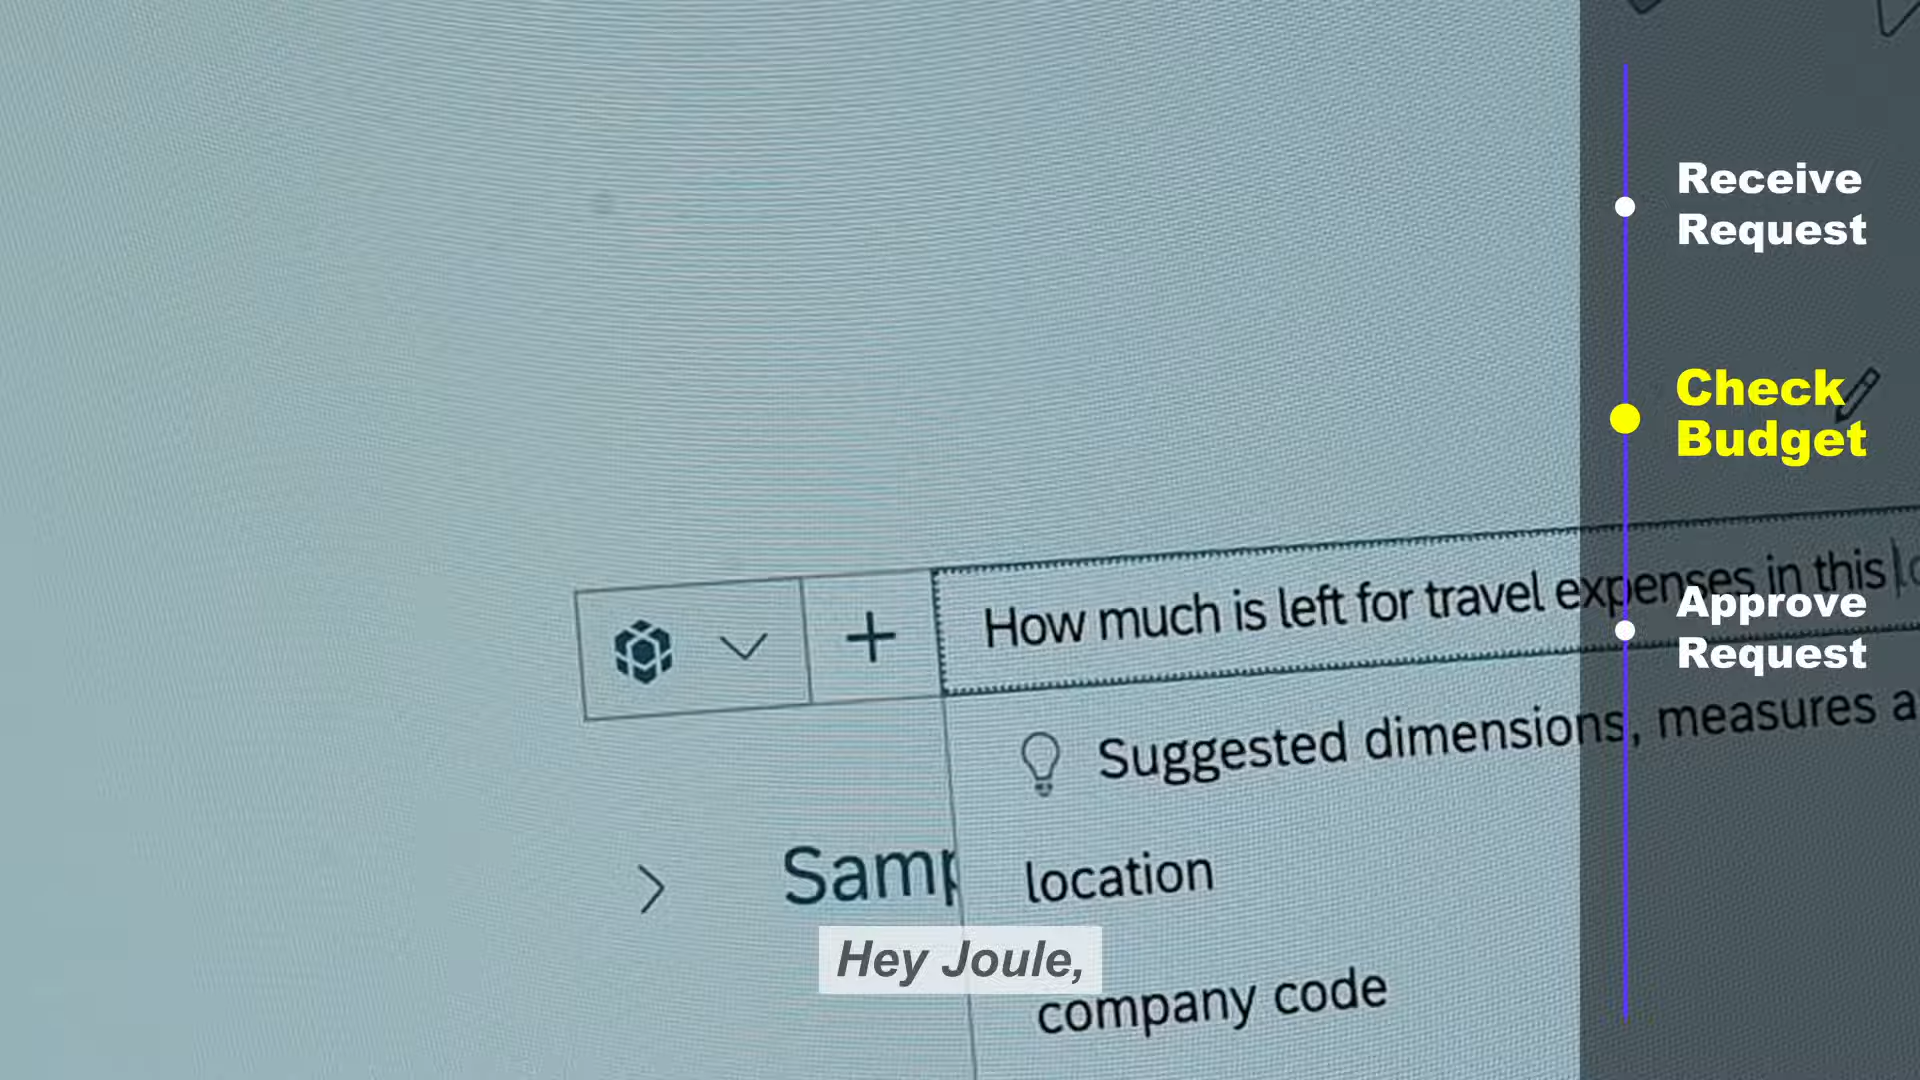 Receive
Request
Check
Budget
Approve
Request
How much is left for travel expenses in this
Suggested dimensions, measures a
Samp
location
Hey Joule,
company code